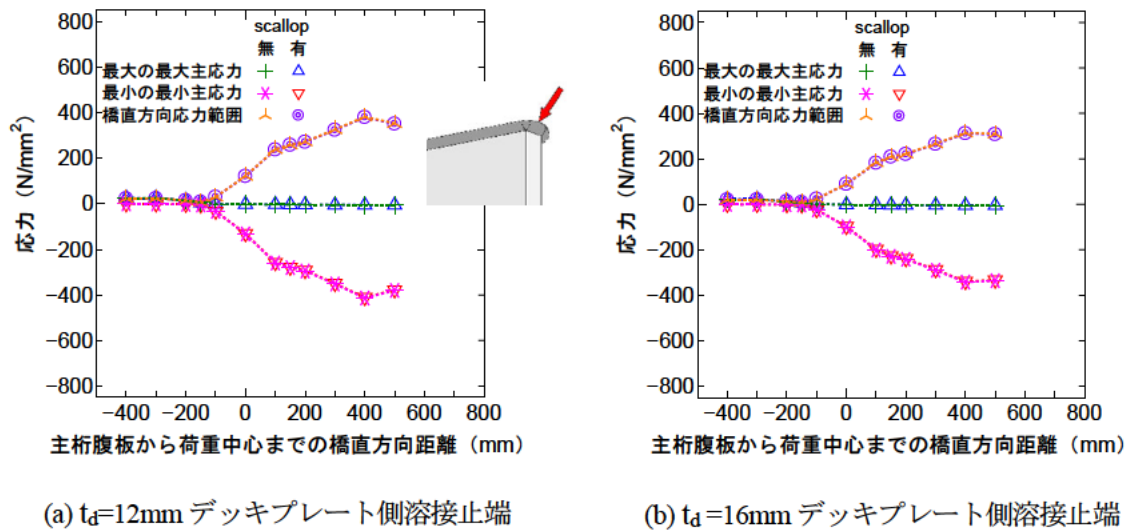 800
600
400
200
0
−200
−400
−600
−800
応力（N/mm²）
scallop
無 有
最大の最大主応力
最小の最小主応力
橋直方向応力範囲
−400 −200 0 200 400 600 800
主桁腹板から荷重中心までの橋直方向距離（mm）
(a) td=12mm デッキプレート側溶接止端
800
600
400
200
0
−200
−400
−600
−800
応力（N/mm²）
scallop
無 有
最大の最大主応力
最小の最小主応力
橋直方向応力範囲
−400 −200 0 200 400 600 800
主桁腹板から荷重中心までの橋直方向距離（mm）
(b) td =16mm デッキプレート側溶接止端